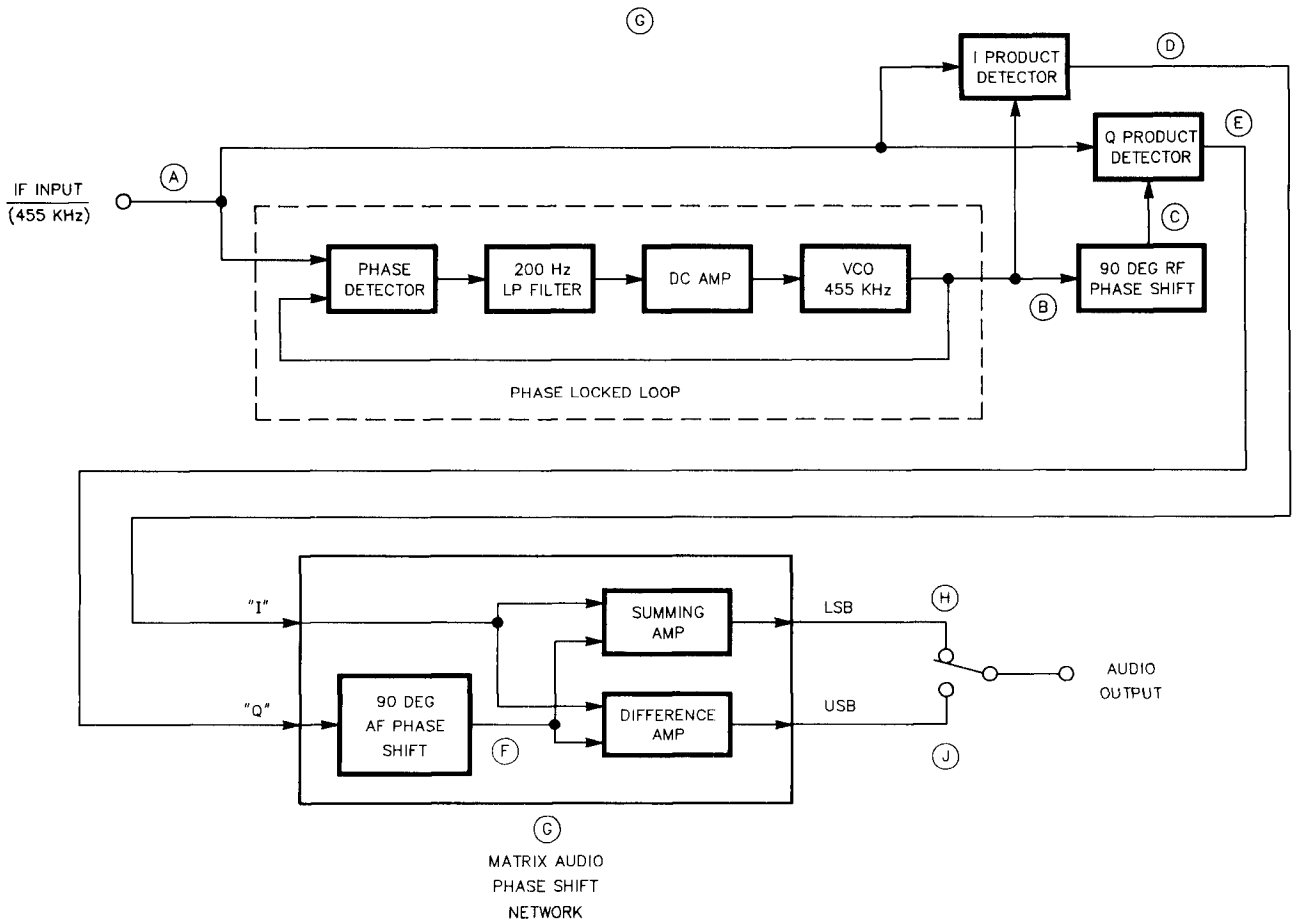 G
D
I PRODUCT
DETECTOR
E
Q PRODUCT
DETECTOR
A
IF INPUT
(455 KHz)
C
PHASE
DETECTOR
200 Hz
LP FILTER
DC AMP
VCO
455 KHz
90 DEG RF
PHASE SHIFT
B
PHASE LOCKED LOOP
"I"
SUMMING
AMP
LSB
H
AUDIO
OUTPUT
"Q"
90 DEG
AF PHASE
SHIFT
F
DIFFERENCE
AMP
USB
J
G
MATRIX AUDIO
PHASE SHIFT
NETWORK